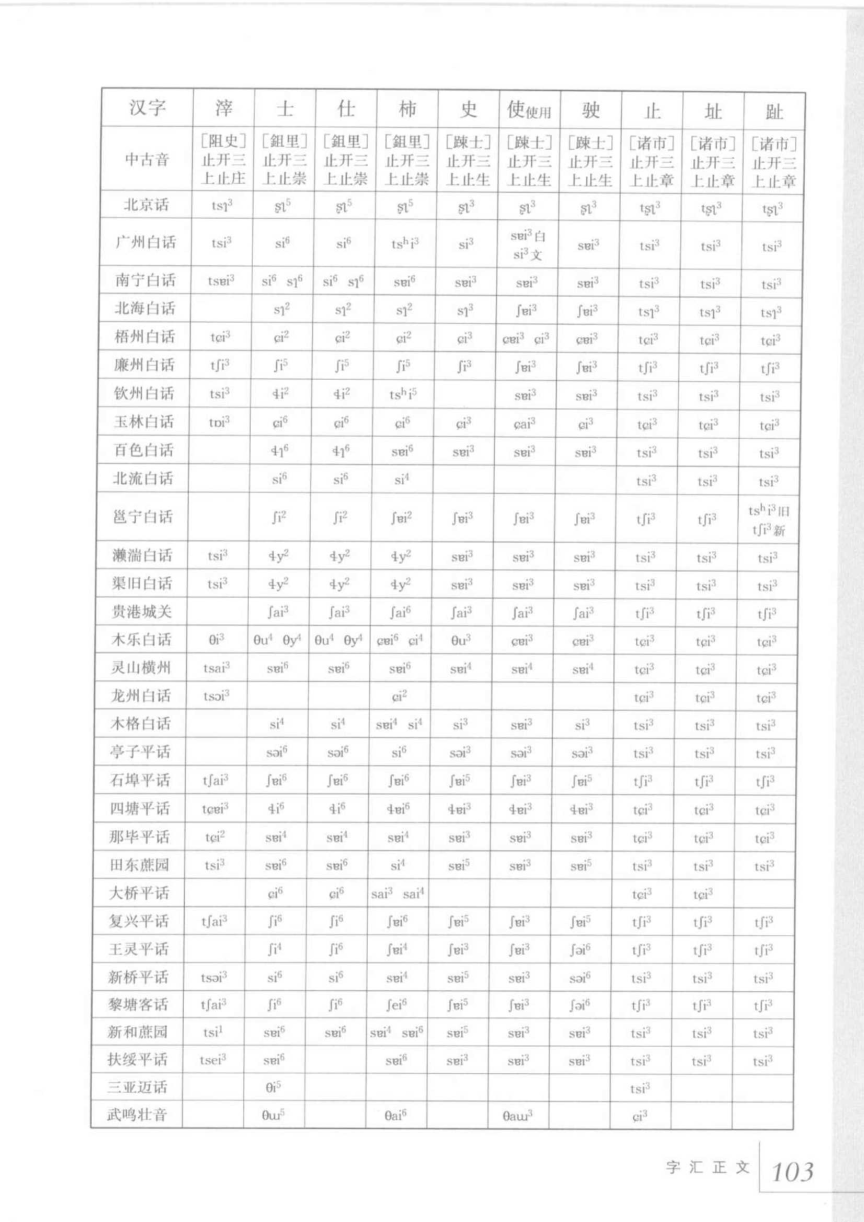 汉字 滓 士 仕 柿 史 使使用 驶 止 址 趾
中古音 ［阻史］止开三上止庄 ［鉏里］止开三上止崇 ［鉏里］止开三上止崇 ［鉏里］止开三上止崇 ［踈士］止开三上止生 ［踈士］止开三上止生 ［踈士］止开三上止生 ［诸市］止开三上止章 ［诸市］止开三上止章 ［诸市］止开三上止章
北京话 tsɿ³ ʂʅ⁵ ʂʅ⁵ ʂʅ⁵ ʂʅ³ ʂʅ³ ʂʅ³ tʂʅ³ tʂʅ³ tʂʅ³
广州白话 tsi³ si⁶ si⁶ tsʰi³ si³ sɐi³白 si³文 sɐi³ tsi³ tsi³ tsi³
南宁白话 tsɐi³ si⁶ sɿ⁶ si⁶ sɿ⁶ sɐi⁶ sɐi³ sɐi³ sɐi³ tsi³ tsi³ tsi³
北海白话 sɿ² sɿ² sɿ² sɿ³ ʃɐi³ ʃɐi³ tsɿ³ tsɿ³ tsɿ³
梧州白话 tɕi³ ɕi² ɕi² ɕi² ɕi³ ɕɐi³ ɕi³ ɕɐi³ tɕi³ tɕi³ tɕi³
廉州白话 tʃi³ ʃi⁵ ʃi⁵ ʃi⁵ ʃi³ ʃɐi³ ʃɐi³ tʃi³ tʃi³ tʃi³
钦州白话 tsi³ ɬi² ɬi² tsʰi⁵ sɐi³ sɐi³ tsi³ tsi³ tsi³
玉林白话 tɒi³ ɕi⁶ ɕi⁶ ɕi⁶ ɕi³ ɕai³ ɕi³ tɕi³ tɕi³ tɕi³
百色白话 ɬɿ⁶ ɬɿ⁶ sɐi⁶ sɐi³ sɐi³ sɐi³ tsi³ tsi³ tsi³
北流白话 si⁶ si⁶ si⁴ tsi³ tsi³ tsi³
邕宁白话 ʃi² ʃi² ʃɐi² ʃɐi³ ʃɐi³ ʃɐi³ tʃi³ tʃi³ tsʰi³旧 tʃi³新
濑湍白话 tsi³ ɬy² ɬy² ɬy² sɐi³ sɐi³ sɐi³ tsi³ tsi³ tsi³
渠旧白话 tsi³ ɬy² ɬy² ɬy² sɐi³ sɐi³ sɐi³ tsi³ tsi³ tsi³
贵港城关 ʃai³ ʃai³ ʃai⁶ ʃai³ ʃai³ ʃai³ tʃi³ tʃi³ tʃi³
木乐白话 θi³ θu⁴ θy⁴ θu⁴ θy⁴ ɕɐi⁶ ɕi⁴ θu³ ɕɐi³ ɕɐi³ tɕi³ tɕi³ tɕi³
灵山横州 tsai³ sɐi⁶ sɐi⁶ sɐi⁶ sɐi⁴ sɐi⁴ sɐi⁴ tɕi³ tɕi³ tɕi³
龙州白话 tsɔi³ ɕi² tɕi³ tɕi³ tɕi³
木格白话 si⁴ si⁴ sɐi⁴ si⁴ si³ sɐi³ si³ tsi³ tsi³ tsi³
亭子平话 səi⁶ səi⁶ si⁶ səi³ səi³ səi³ tsi³ tsi³ tsi³
石埠平话 tʃai³ ʃɐi⁶ ʃɐi⁶ ʃɐi⁶ ʃɐi⁵ ʃɐi³ ʃɐi⁵ tʃi³ tʃi³ tʃi³
四塘平话 tɕɐi³ ɬi⁶ ɬi⁶ ɬɐi⁶ ɬɐi³ ɬɐi³ ɬɐi³ tɕi³ tɕi³ tɕi³
那毕平话 tɕi² sɐi⁴ sɐi⁴ sɐi⁴ sɐi³ sɐi³ sɐi³ tɕi³ tɕi³ tɕi³
田东蔗园 tsi³ sɐi⁶ sɐi⁶ si⁴ sɐi⁵ sɐi³ sɐi⁵ tsi³ tsi³ tsi³
大桥平话 ɕi⁶ ɕi⁶ sai³ sai⁴ tɕi³ tɕi³
复兴平话 tʃai³ ʃi⁶ ʃi⁶ ʃɐi⁶ ʃɐi⁵ ʃɐi³ ʃɐi⁵ tʃi³ tʃi³ tʃi³
王灵平话 ʃi⁴ ʃi⁶ ʃɐi⁴ ʃɐi³ ʃɐi³ ʃəi⁶ tʃi³ tʃi³ tʃi³
新桥平话 tsəi³ si⁶ si⁶ sɐi⁴ sɐi⁵ sɐi³ səi⁶ tsi³ tsi³ tsi³
黎塘客话 tʃai³ ʃi⁶ ʃi⁶ ʃei⁶ ʃɐi⁵ ʃɐi³ ʃəi⁶ tʃi³ tʃi³ tʃi³
新和蔗园 tsi¹ sɐi⁶ sɐi⁶ sɐi⁴ sɐi⁶ sɐi⁵ sɐi³ sɐi³ tsi³ tsi³ tsi³
扶绥平话 tsei³ sɐi⁶ sɐi⁶ sɐi³ sɐi³ sɐi³ tsi³ tsi³ tsi³
三亚迈话 θi⁵ tsi³
武鸣壮音 θɯ⁵ θai⁶ θaɯ³ ɕi³
字汇正文 103